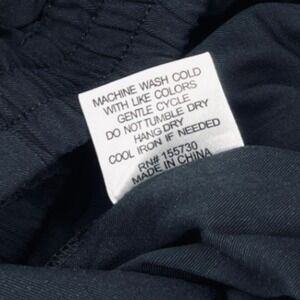 MACHINE WASH COLD
WITH LIKE COLORS
GENTLE CYCLE
DO NOT TUMBLE DRY
HANG DRY
COOL IRON IF NEEDED
RN# 155730
MADE IN CHINA